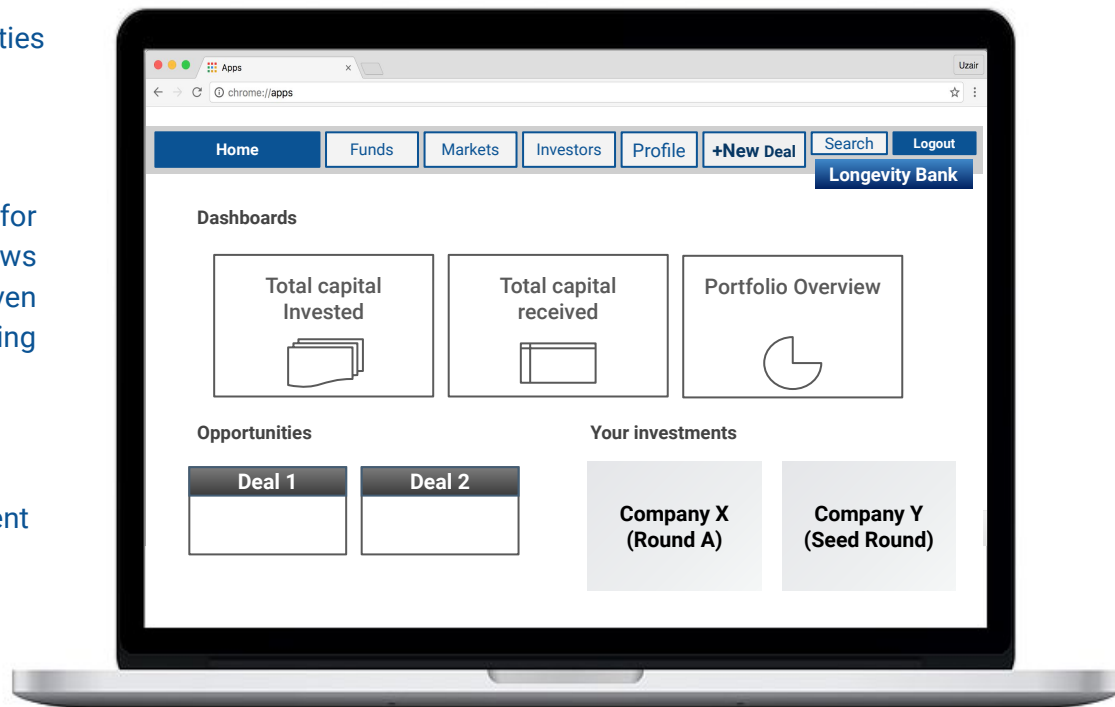 ties
for
ws
ven
ing
ent
Apps
Uzair
chrome://apps
Home
Funds
Markets
Investors
Profile
+New Deal
Search
Logout
Longevity Bank
Dashboards
Total capital
Invested
Total capital
received
Portfolio Overview
Opportunities
Your investments
Deal 1
Deal 2
Company X
(Round A)
Company Y
(Seed Round)